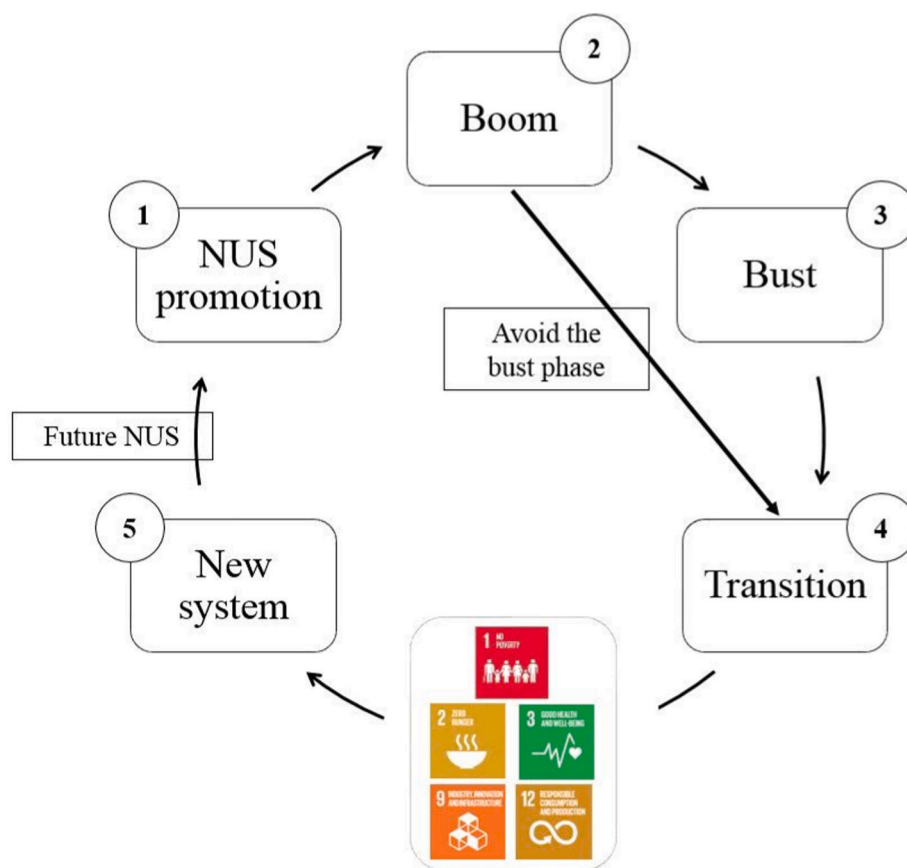 1
NUS
promotion
2
Boom
3
Bust
Avoid the
bust phase
4
Transition
1 NO
POVERTY
2 ZERO
HUNGER
3 GOOD HEALTH
AND WELL-BEING
9 INDUSTRY, INNOVATION
AND INFRASTRUCTURE
12 RESPONSIBLE
CONSUMPTION
AND PRODUCTION
5
New
system
Future NUS